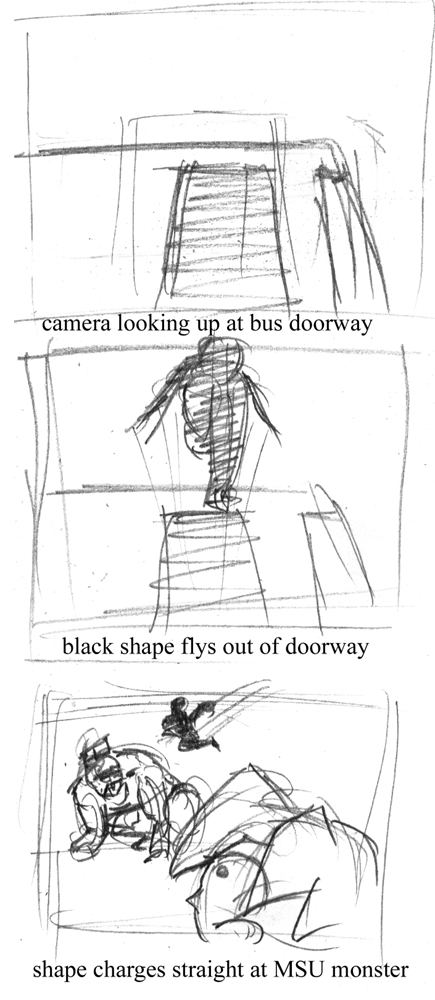 camera looking up at bus doorway
black shape flys out of doorway
shape charges straight at MSU monster